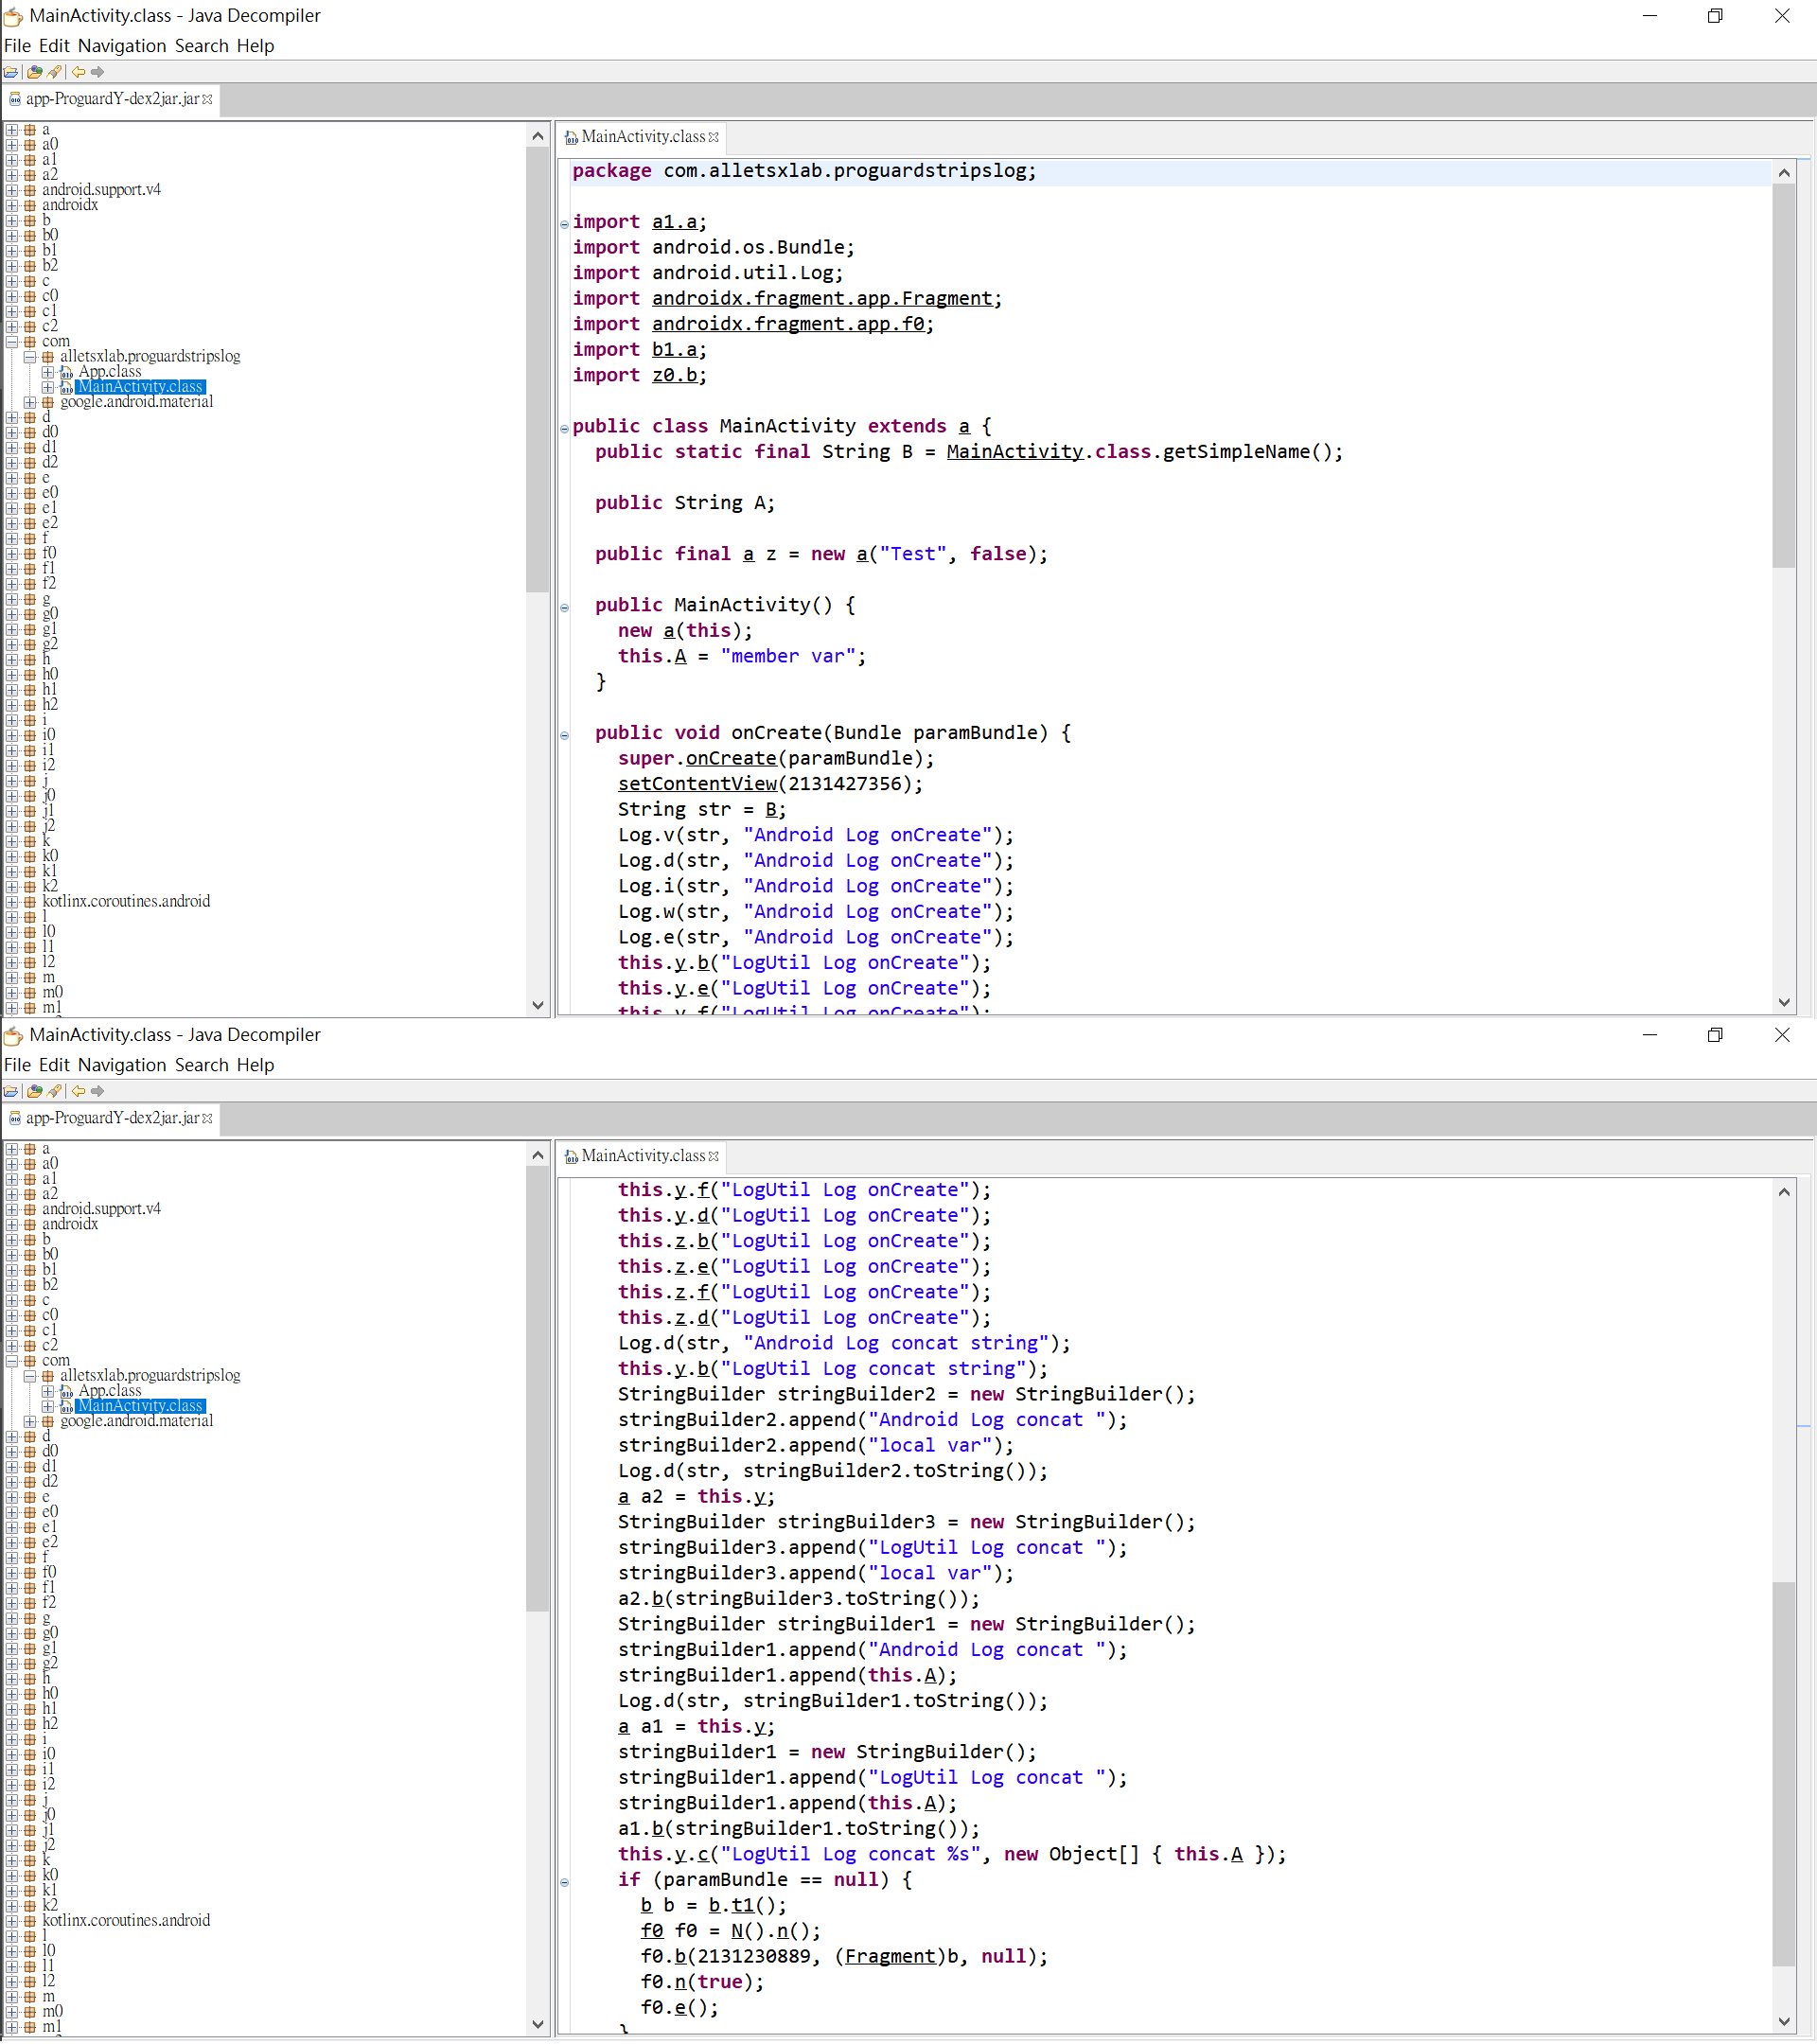 MainActivity.class - Java Decompiler
File Edit Navigation Search Help
app-ProguardY-dex2jar.jar
a
a0
a1
a2
android.support.v4
androidx
b
b0
b1
b2
c
c0
c1
c2
com
alletsxlab.proguardstripslog
App.class
MainActivity.class
google.android.material
d
d0
d1
d2
e
e0
e1
e2
f
f0
f1
f2
g
g0
g1
g2
h
h0
h1
h2
i
i0
i1
i2
j
j0
j1
j2
k
k0
k1
k2
kotlinx.coroutines.android
l
l0
l1
l2
m
m0
m1
MainActivity.class
package com.alletsxlab.proguardstripslog;
import a1.a;
import android.os.Bundle;
import android.util.Log;
import androidx.fragment.app.Fragment;
import androidx.fragment.app.f0;
import b1.a;
import z0.b;
public class MainActivity extends a {
public static final String B = MainActivity.class.getSimpleName();
public String A;
public final a z = new a("Test", false);
public MainActivity() {
new a(this);
this.A = "member var";
}
public void onCreate(Bundle paramBundle) {
super.onCreate(paramBundle);
setContentView(2131427356);
String str = B;
Log.v(str, "Android Log onCreate");
Log.d(str, "Android Log onCreate");
Log.i(str, "Android Log onCreate");
Log.w(str, "Android Log onCreate");
Log.e(str, "Android Log onCreate");
this.y.b("LogUtil Log onCreate");
this.y.e("LogUtil Log onCreate");
this.y.f("LogUtil Log onCreate");
MainActivity.class - Java Decompiler
File Edit Navigation Search Help
app-ProguardY-dex2jar.jar
a
a0
a1
a2
android.support.v4
androidx
b
b0
b1
b2
c
c0
c1
c2
com
alletsxlab.proguardstripslog
App.class
MainActivity.class
google.android.material
d
d0
d1
d2
e
e0
e1
e2
f
f0
f1
f2
g
g0
g1
g2
h
h0
h1
h2
i
i0
i1
i2
j
j0
j1
j2
k
k0
k1
k2
kotlinx.coroutines.android
l
l0
l1
l2
m
m0
m1
MainActivity.class
this.y.f("LogUtil Log onCreate");
this.y.d("LogUtil Log onCreate");
this.z.b("LogUtil Log onCreate");
this.z.e("LogUtil Log onCreate");
this.z.f("LogUtil Log onCreate");
this.z.d("LogUtil Log onCreate");
Log.d(str, "Android Log concat string");
this.y.b("LogUtil Log concat string");
StringBuilder stringBuilder2 = new StringBuilder();
stringBuilder2.append("Android Log concat ");
stringBuilder2.append("local var");
Log.d(str, stringBuilder2.toString());
a a2 = this.y;
StringBuilder stringBuilder3 = new StringBuilder();
stringBuilder3.append("LogUtil Log concat ");
stringBuilder3.append("local var");
a2.b(stringBuilder3.toString());
StringBuilder stringBuilder1 = new StringBuilder();
stringBuilder1.append("Android Log concat ");
stringBuilder1.append(this.A);
Log.d(str, stringBuilder1.toString());
a a1 = this.y;
stringBuilder1 = new StringBuilder();
stringBuilder1.append("LogUtil Log concat ");
stringBuilder1.append(this.A);
a1.b(stringBuilder1.toString());
this.y.c("LogUtil Log concat %s", new Object[] { this.A });
if (paramBundle == null) {
b b = b.t1();
f0 f0 = N().n();
f0.b(2131230889, (Fragment)b, null);
f0.n(true);
f0.e();
}